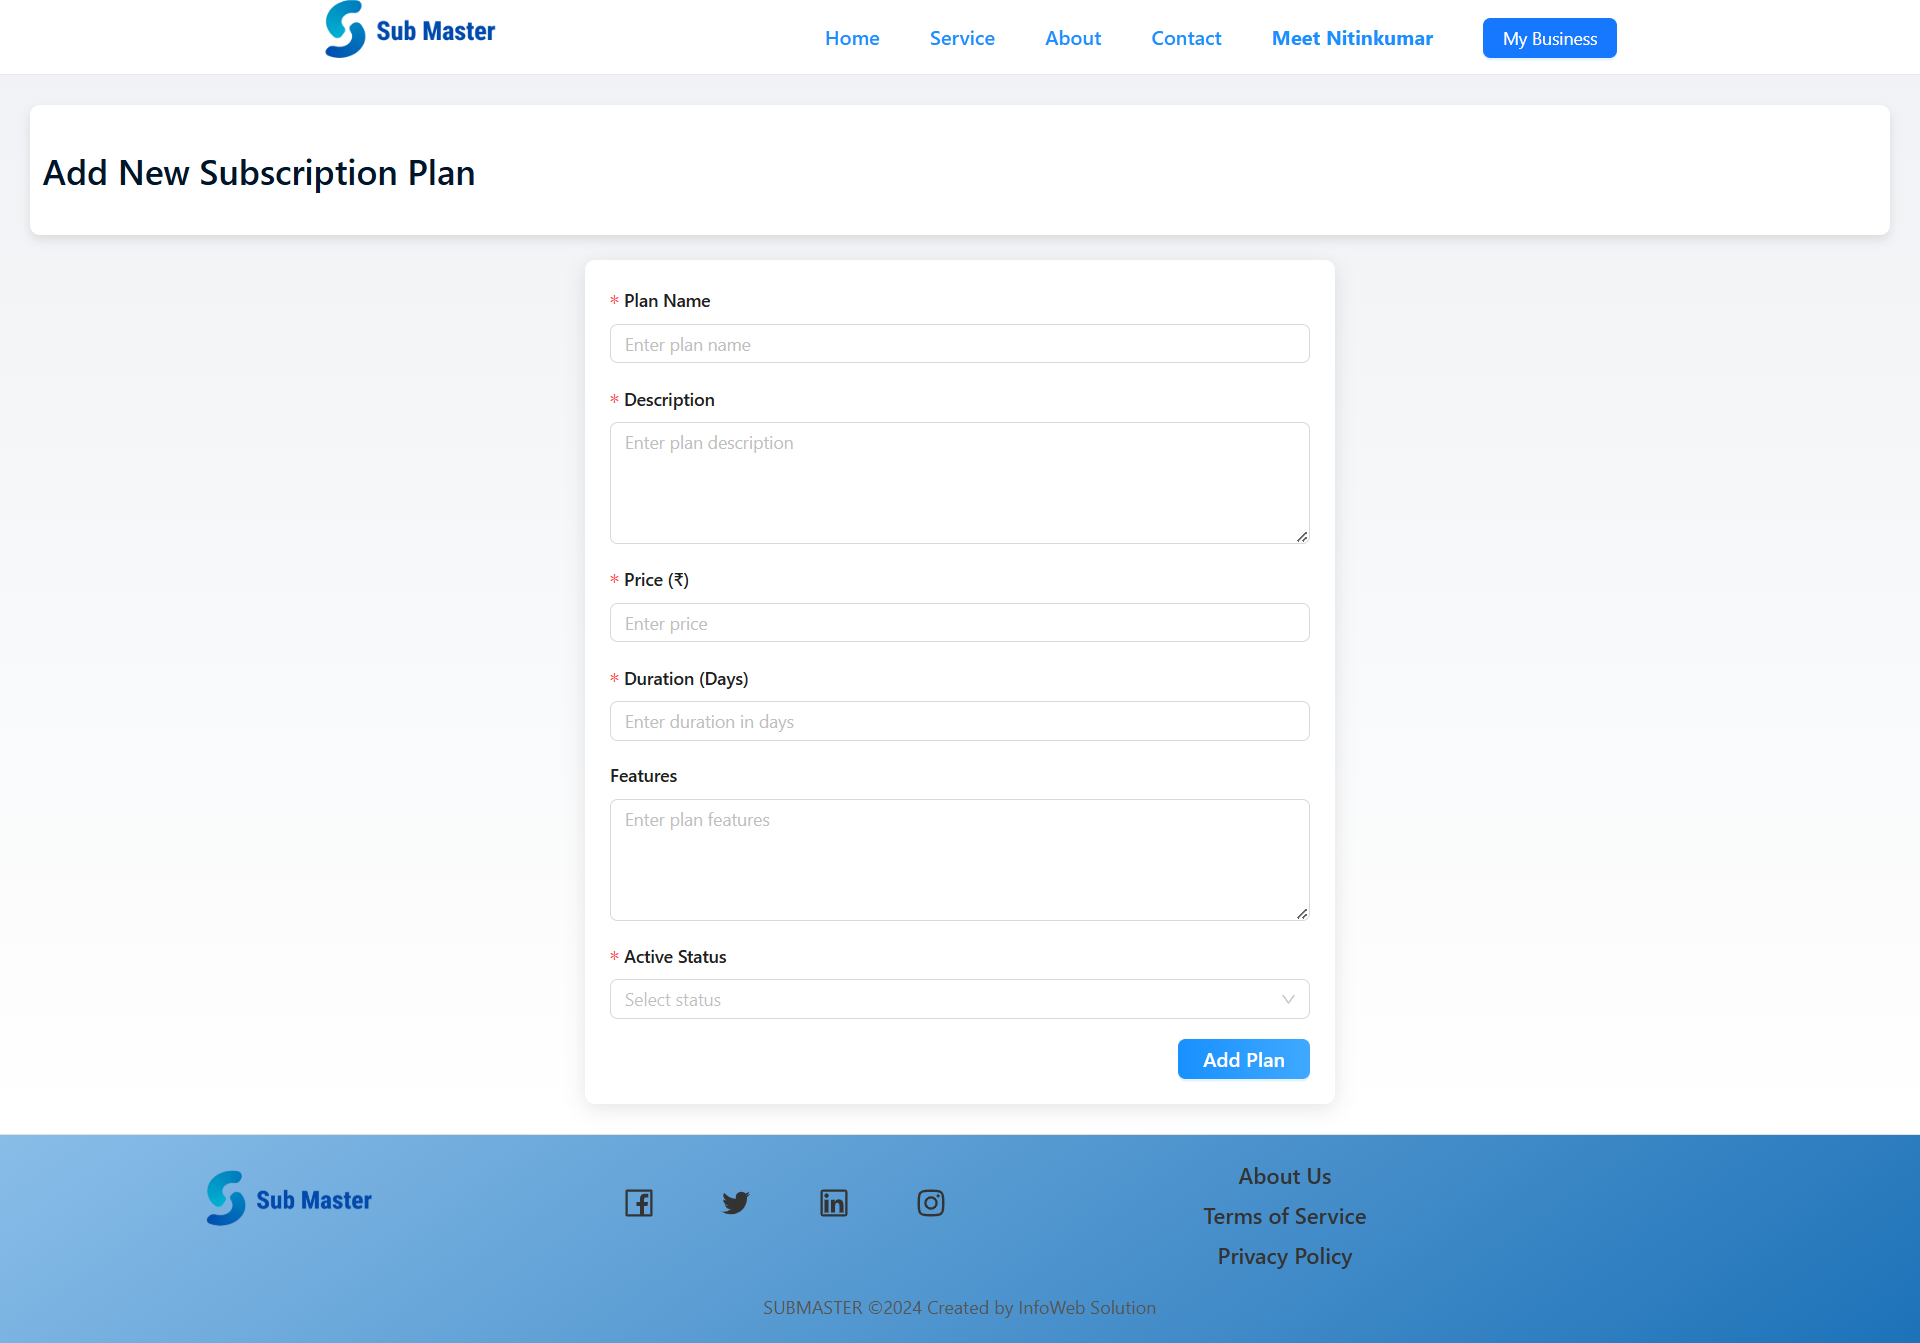 Sub Master
Home Service About Contact Meet Nitinkumar My Business
Add New Subscription Plan
* Plan Name
Enter plan name
* Description
Enter plan description
* Price (₹)
Enter price
* Duration (Days)
Enter duration in days
Features
Enter plan features
* Active Status
Select status
Add Plan
Sub Master
About Us
Terms of Service
Privacy Policy
SUBMASTER ©2024 Created by InfoWeb Solution